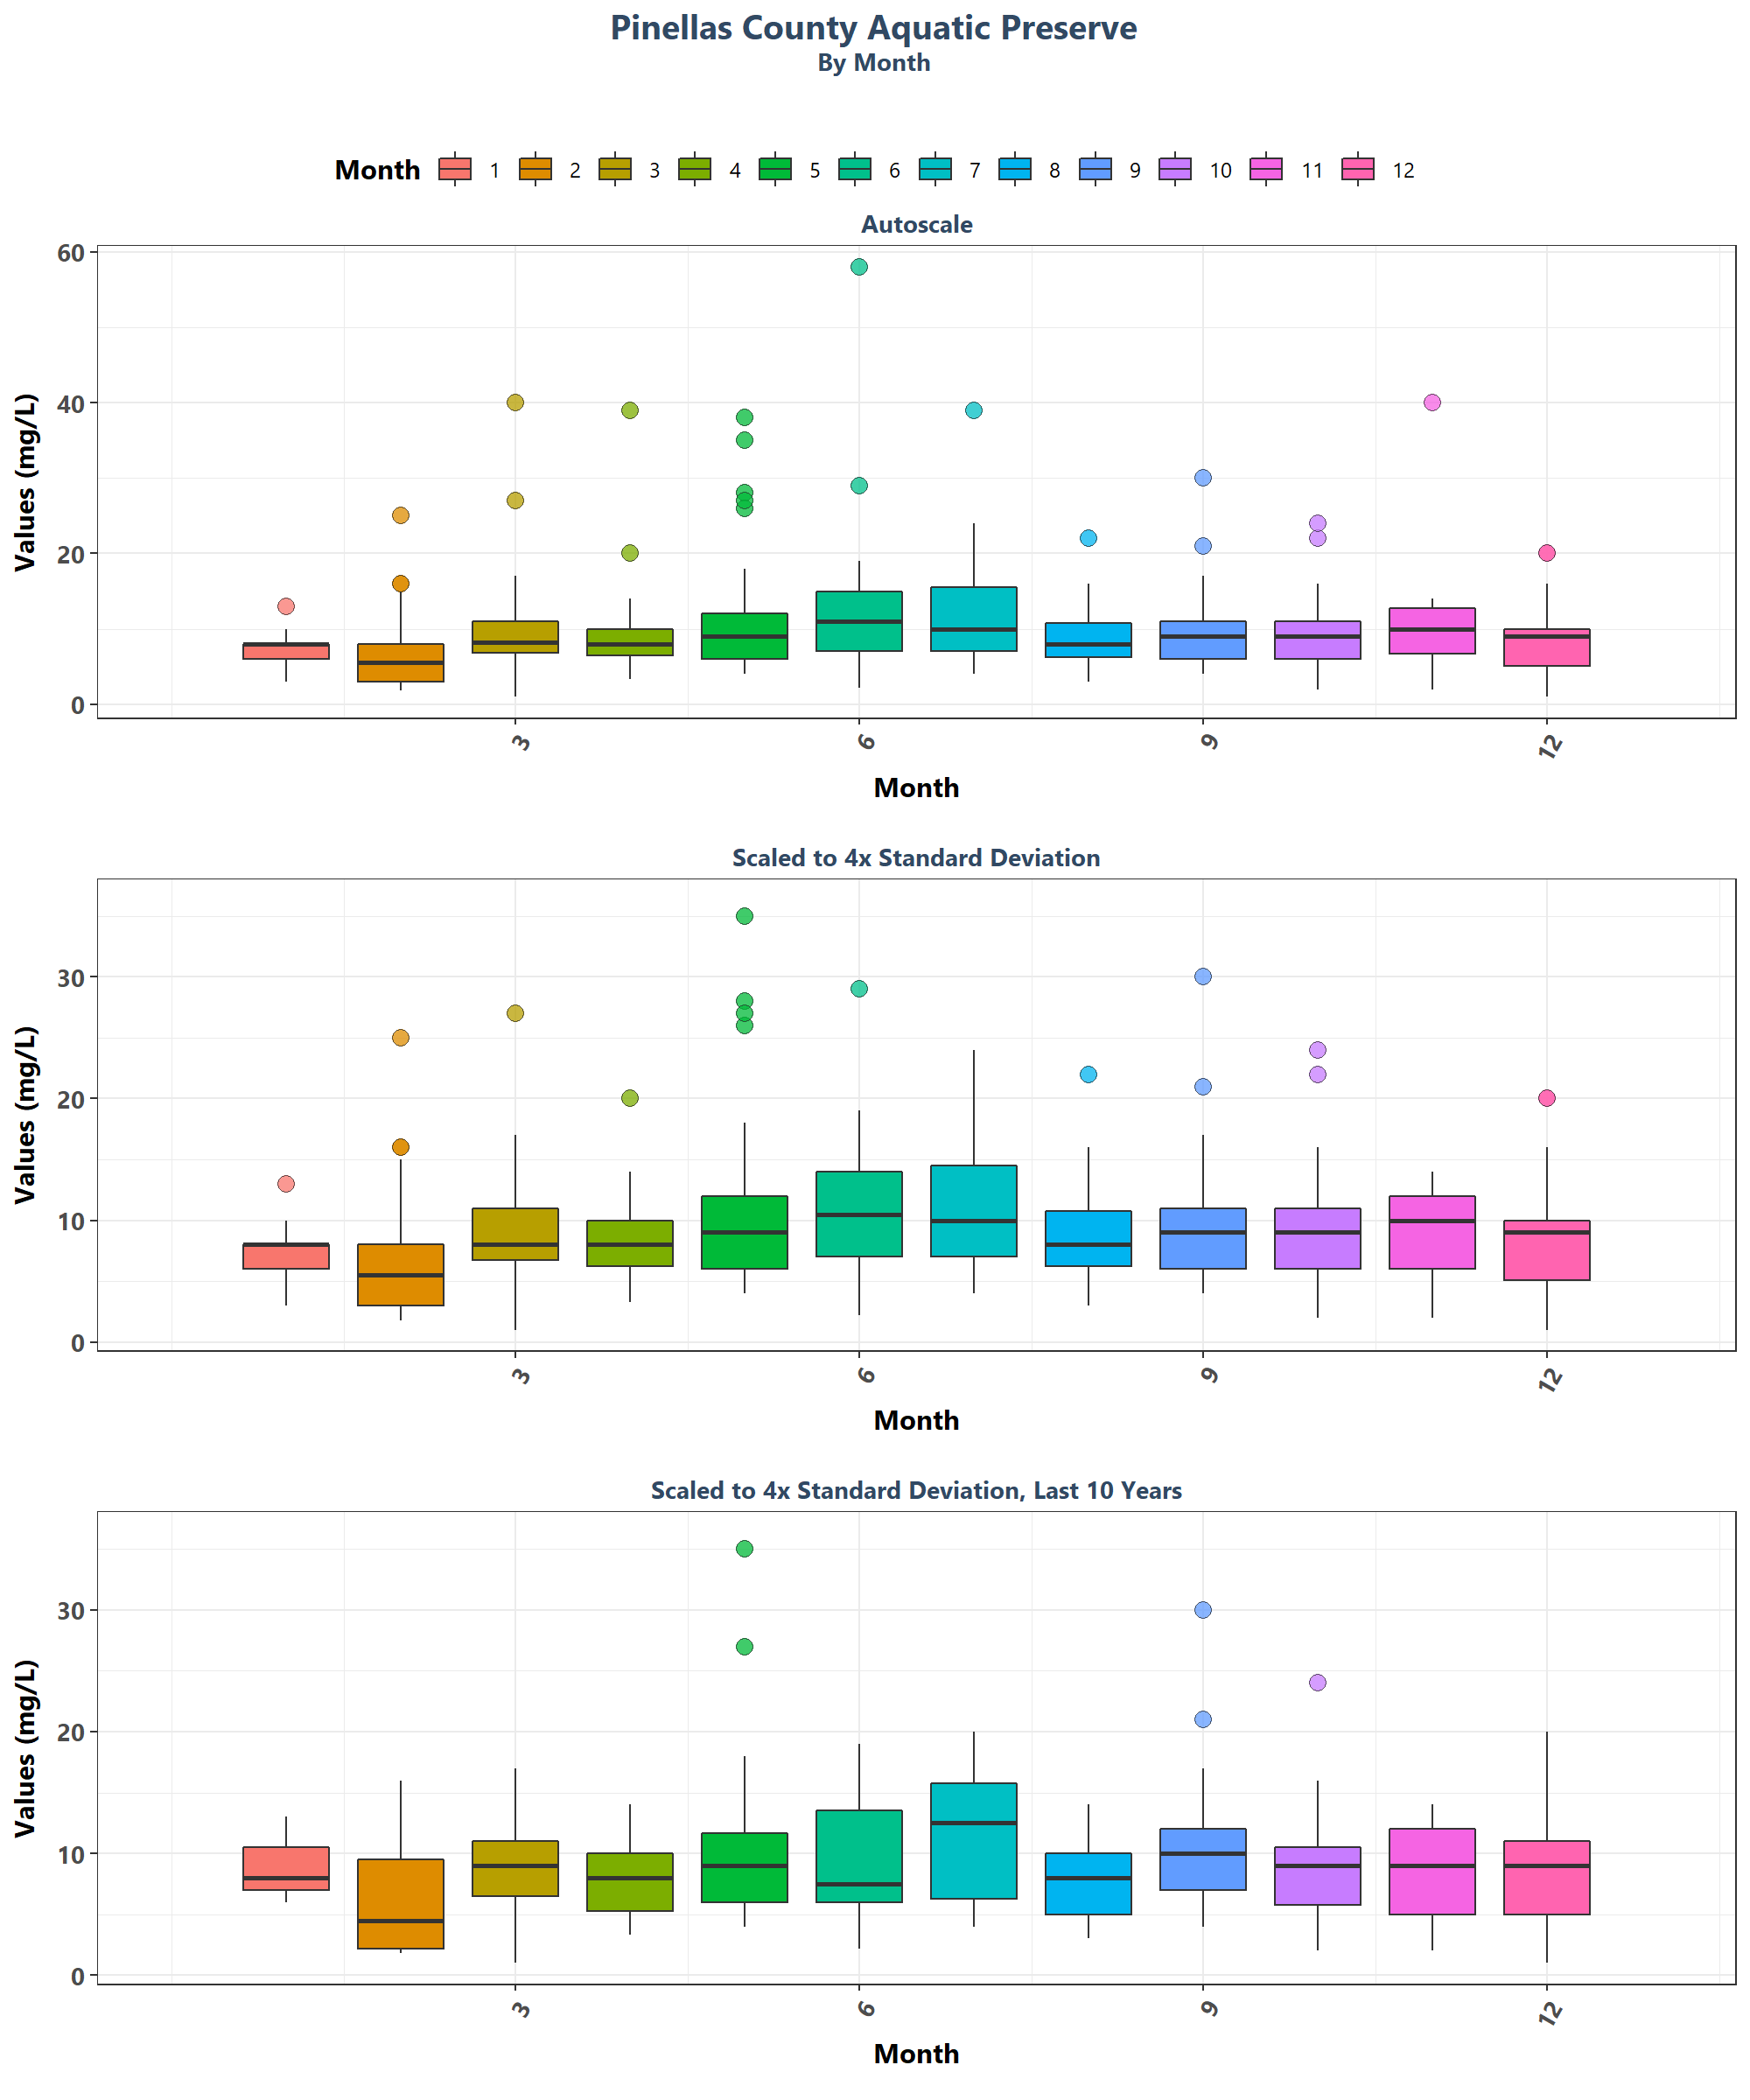 Pinellas County Aquatic Preserve
By Month
Month 1 2 3 4 5 6 7 8 9 10 11 12
Autoscale
Values (mg/L)
60
40
20
0
3 6 9 12
Month
Scaled to 4x Standard Deviation
Values (mg/L)
30
20
10
0
3 6 9 12
Month
Scaled to 4x Standard Deviation, Last 10 Years
Values (mg/L)
30
20
10
0
3 6 9 12
Month